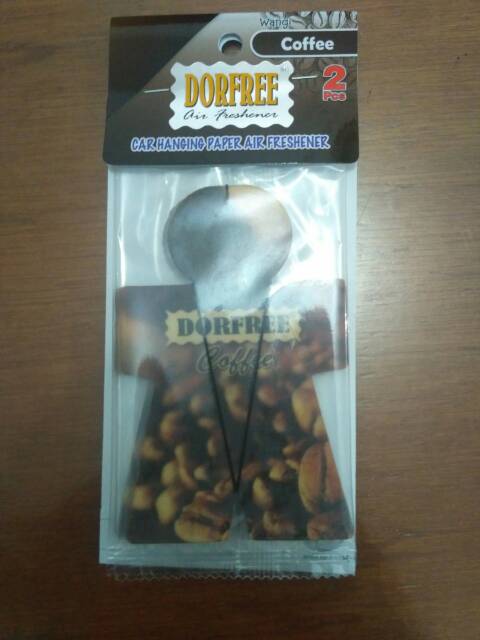 Wangi
Coffee
DORFREE
Air Freshener
2
Pcs
CAR HANGING PAPER AIR FRESHENER
DORFREE
Coffee